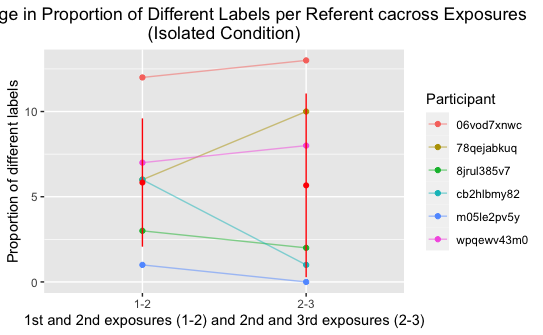 ge in Proportion of Different Labels per Referent cacross Exposures
(Isolated Condition)
Proportion of different labels
10
5
0
1-2
2-3
1st and 2nd exposures (1-2) and 2nd and 3rd exposures (2-3)
Participant
06vod7xnwc
78qejabkuq
8jrul385v7
cb2hlbmy82
m05le2pv5y
wpqewv43m0